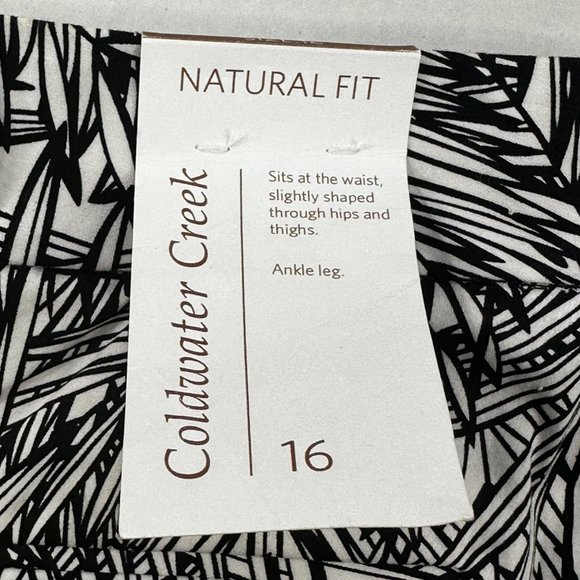 NATURAL FIT
Coldwater Creek
Sits at the waist,
slightly shaped
through hips and
thighs.
Ankle leg.
16